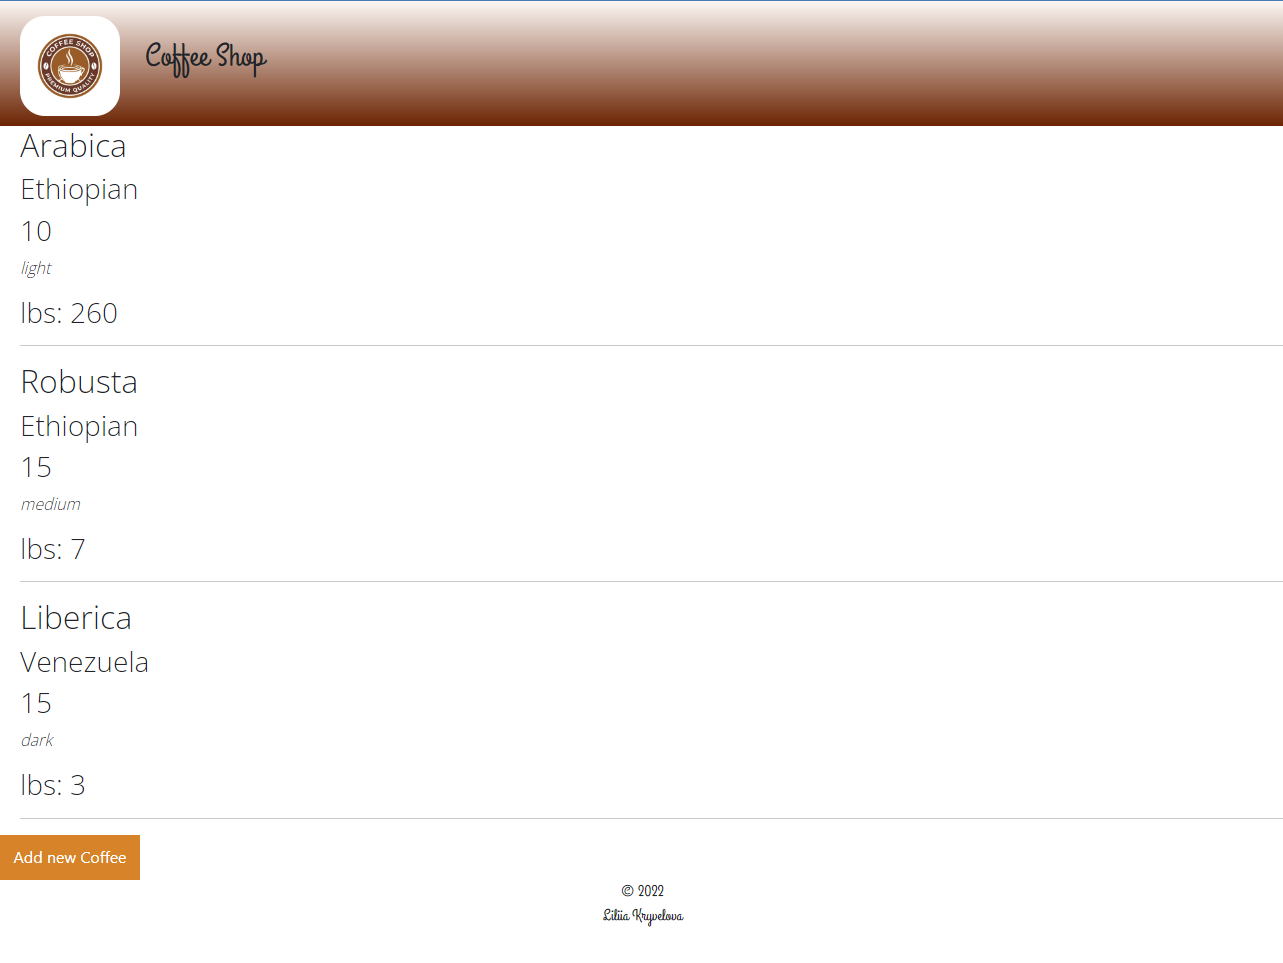 COFFEE SHOP
PREMIUM QUALITY
Coffee Shop
Arabica
Ethiopian
10
light
lbs: 260
Robusta
Ethiopian
15
medium
lbs: 7
Liberica
Venezuela
15
dark
lbs: 3
Add new Coffee
© 2022
Liliia Kryvelova